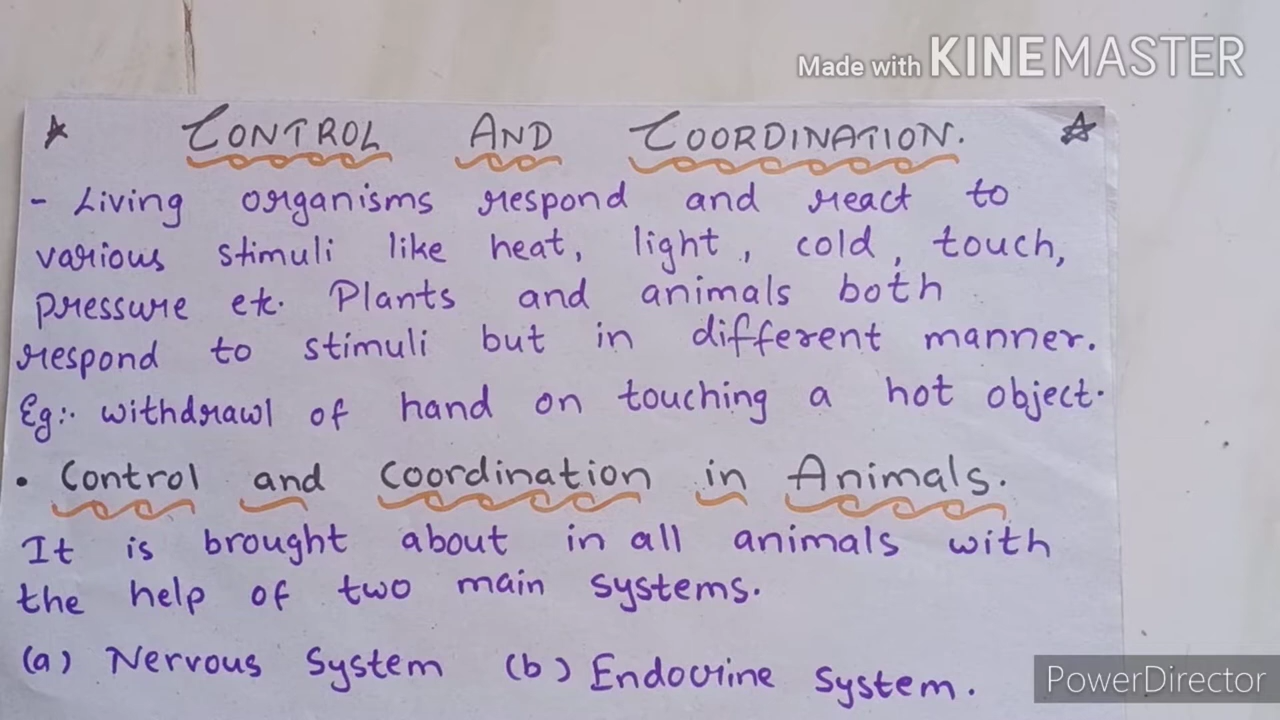 Made with KINEMASTER
CONTROL AND COORDINATION.
- Living organisms respond and react to
various stimuli like heat, light, cold, touch,
pressure etc. Plants and animals both
respond to stimuli but in different manner.
Eg:- withdrawl of hand on touching a hot object.
• Control and Coordination in Animals.
It is brought about in all animals with
the help of two main systems.
(a) Nervous System (b) Endocrine System.
PowerDirector